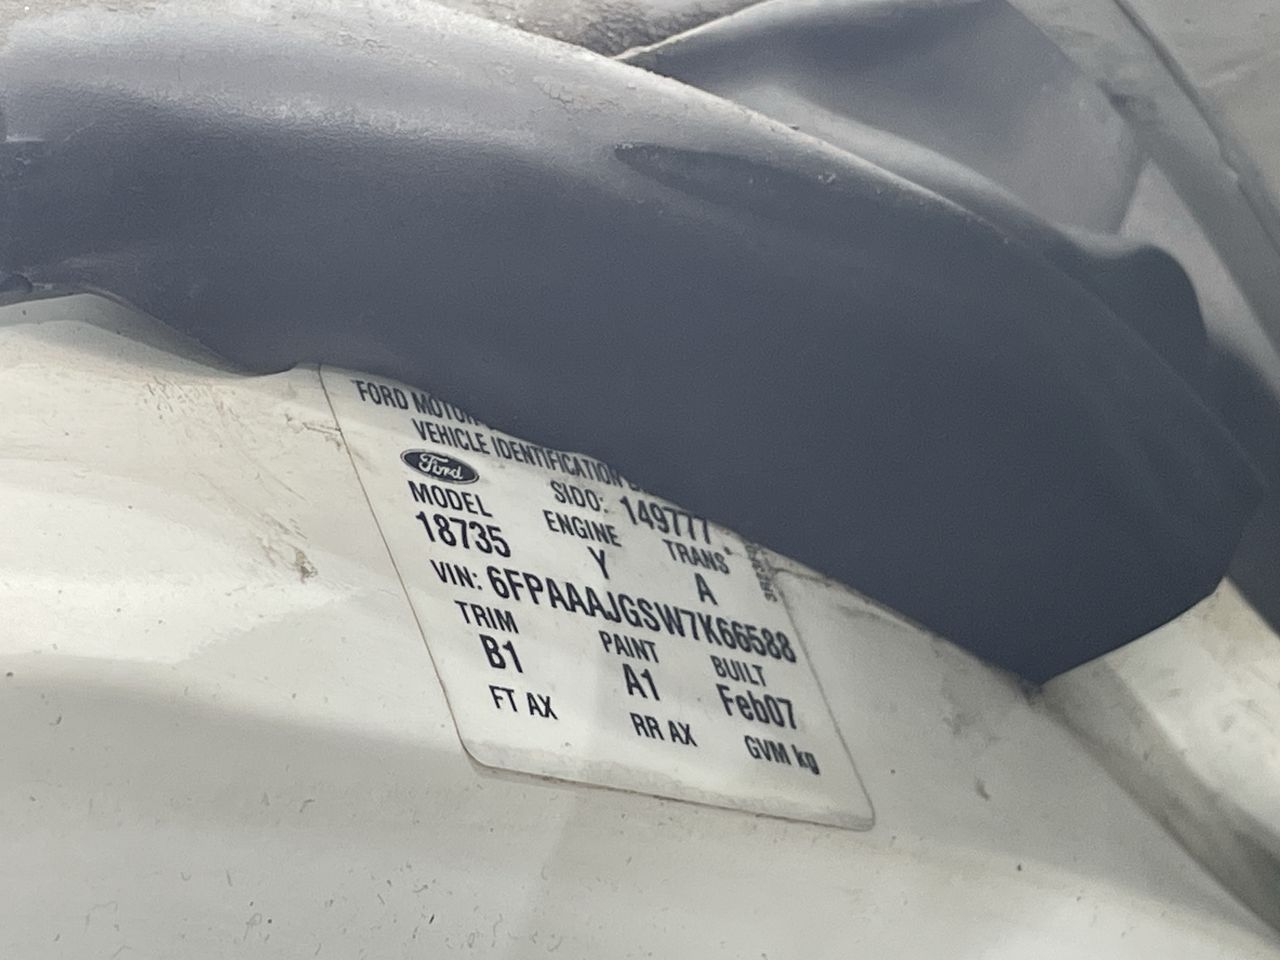 FORD MOTOR
VEHICLE IDENTIFICATION
Ford
SIDO: 149777
MODEL ENGINE TRANS
18735 Y A
VIN: 6FPAAAJGSW7K66588
TRIM PAINT BUILT
B1 A1 Feb07
FT AX RR AX GVM kg